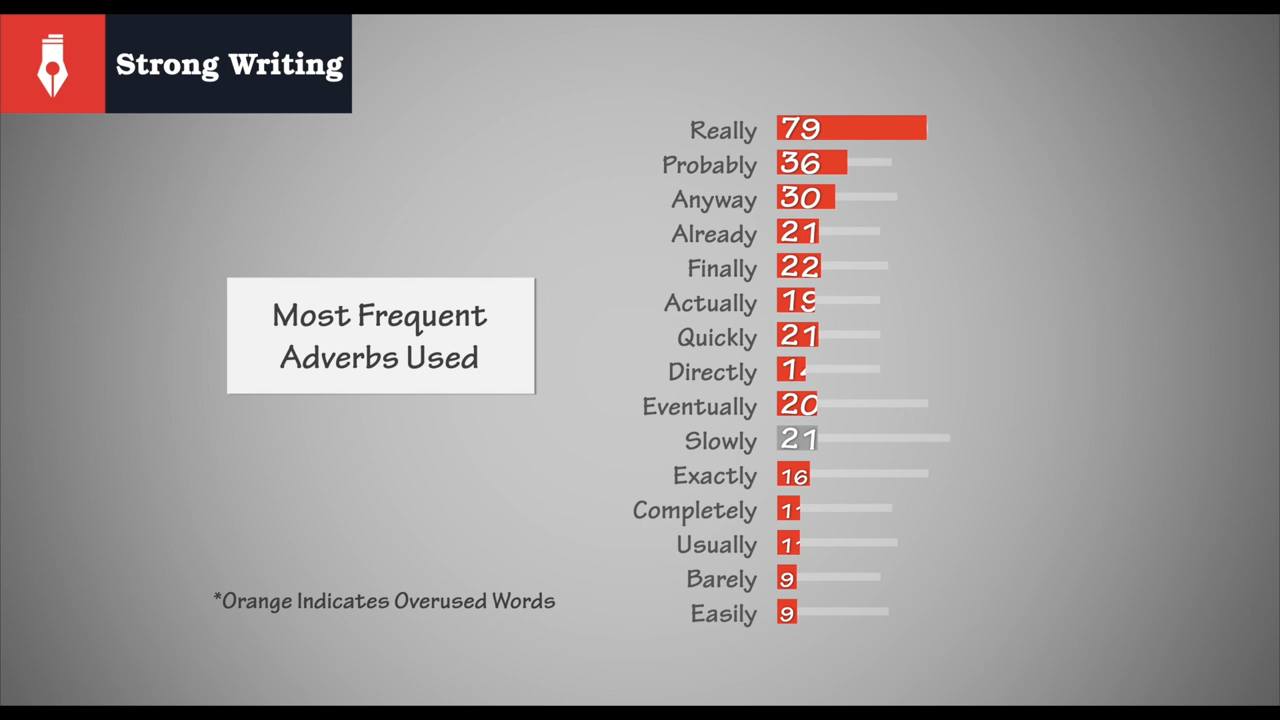 Strong Writing
Really 79
Probably 36
Anyway 30
Already 21
Finally 22
Actually 19
Quickly 21
Directly
Eventually 20
Slowly 21
Exactly 16
Completely
Usually
Barely 9
Easily 9
Most Frequent
Adverbs Used
*Orange Indicates Overused Words